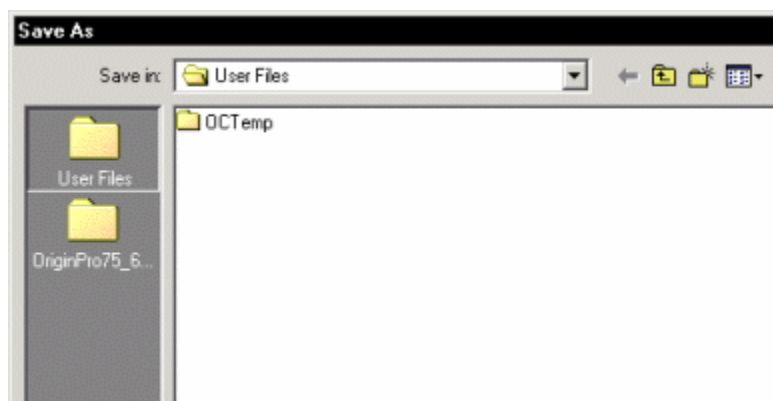 Save As
Save in:
User Files
OCTemp
User Files
OriginPro75_6...